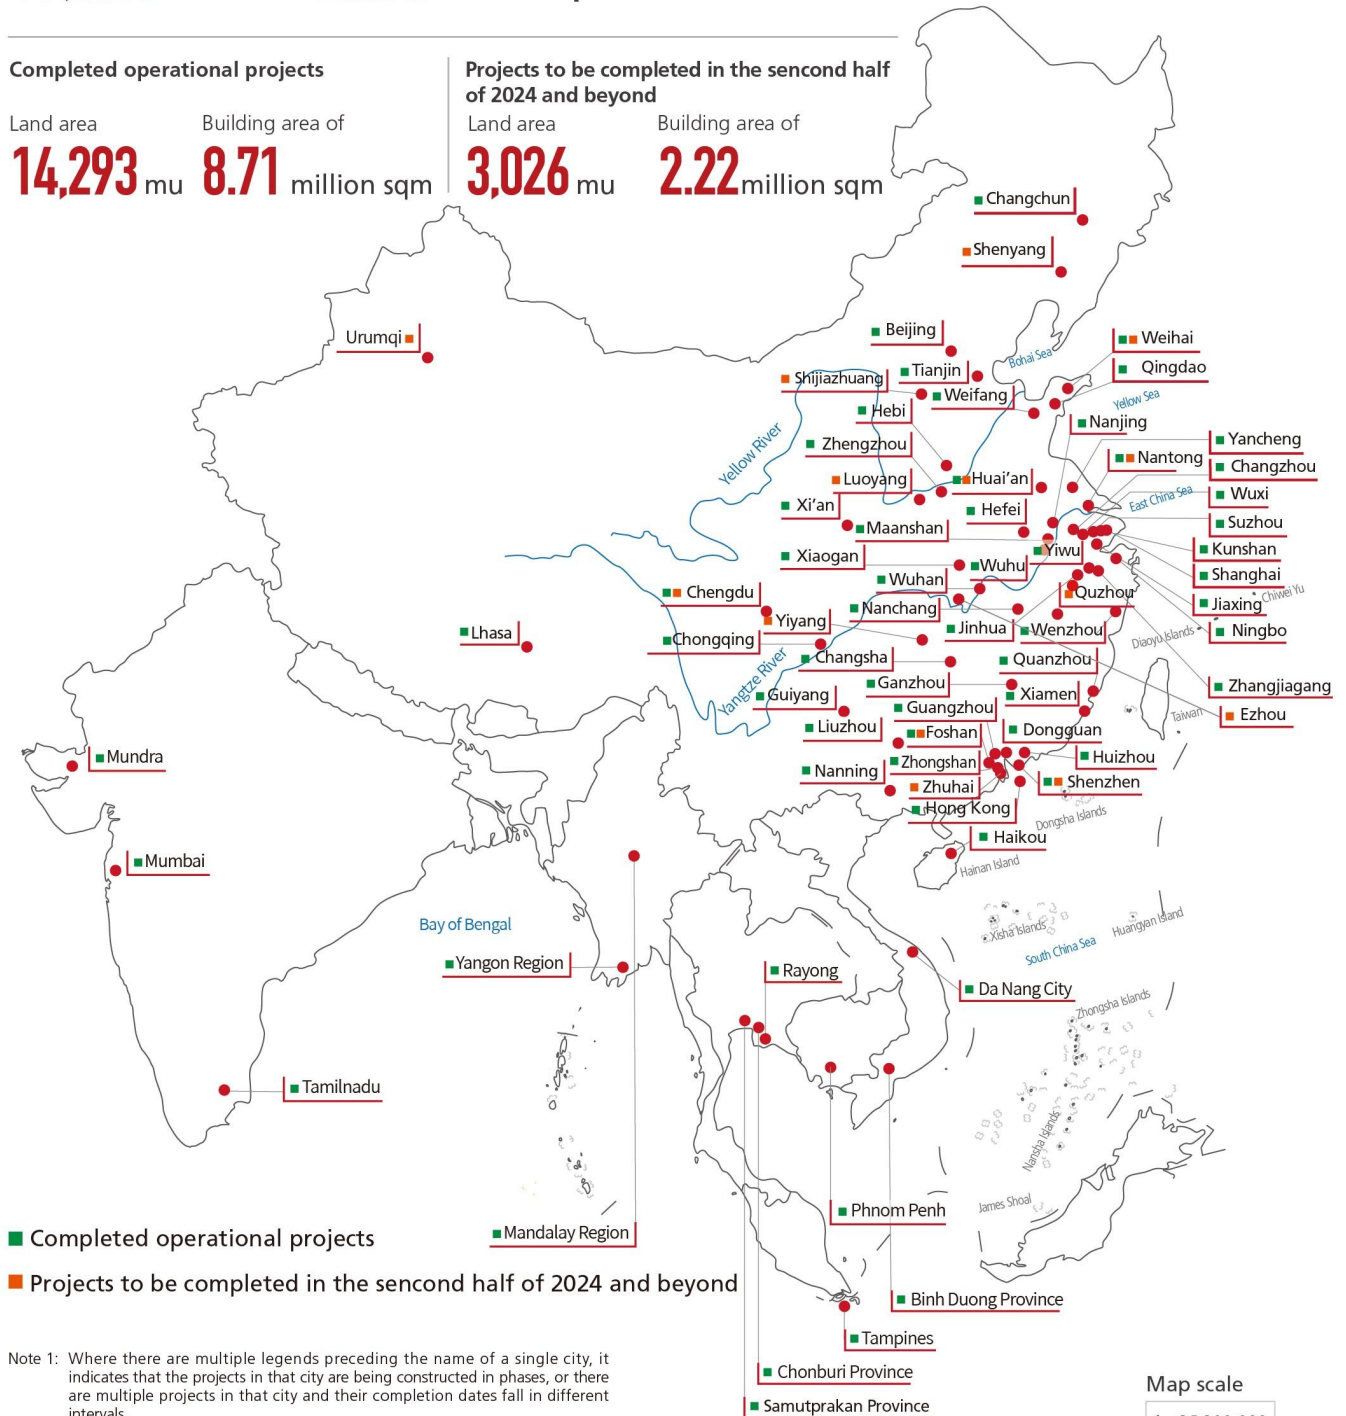 Completed operational projects
Land area
14,293 mu
Building area of
8.71 million sqm
Projects to be completed in the sencond half
of 2024 and beyond
Land area
3,026 mu
Building area of
2.22 million sqm
Changchun
Shenyang
Urumqi
Beijing
Bohai Sea
Weihai
Tianjin
Qingdao
Shijiazhuang
Weifang
Yellow Sea
Hebi
Nanjing
Zhengzhou
Yancheng
Yellow River
Nantong
Changzhou
Luoyang
Huai'an
Wuxi
East China Sea
Xi'an
Hefei
Suzhou
Maanshan
Kunshan
Xiaogan
Yiwu
Wuhu
Shanghai
Wuhan
Chengdu
Quzhou
Chiwei Yu
Nanchang
Jiaxing
Yiyang
Jinhua
Wenzhou
Ningbo
Lhasa
Chongqing
Diaoyu Islands
Changsha
Quanzhou
Yangtze River
Ganzhou
Zhangjiagang
Guiyang
Xiamen
Guangzhou
Taiwan
Ezhou
Liuzhou
Foshan
Dongguan
Mundra
Zhongshan
Huizhou
Nanning
Zhuhai
Shenzhen
Hong Kong
Dongsha Islands
Haikou
Mumbai
Hainan Island
Bay of Bengal
Xisha Islands
Huangyan Island
South China Sea
Yangon Region
Rayong
Da Nang City
Zhongsha Islands
Tamilnadu
Nansha Islands
James Shoal
Phnom Penh
Mandalay Region
Completed operational projects
Projects to be completed in the sencond half of 2024 and beyond
Binh Duong Province
Tampines
Chonburi Province
Samutprakan Province
Note 1: Where there are multiple legends preceding the name of a single city, it
indicates that the projects in that city are being constructed in phases, or there
are multiple projects in that city and their completion dates fall in different
intervals
Map scale